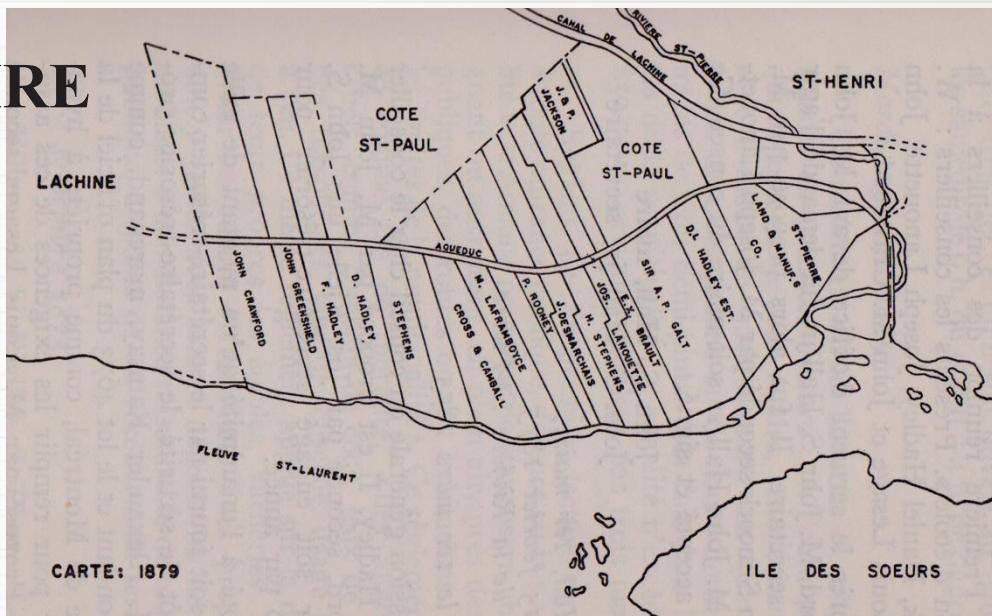 IRE
CANAL DE LACHINE
RIVIERE ST-PIERRE
ST-HENRI
J. & P.
JACKSON
COTE
ST-PAUL
COTE
ST-PAUL
LACHINE
AQUEDUC
JOHN
CRAWFORD
JOHN
GREENSHIELD
F. HADLEY
D. HADLEY
STEPHENS
CROSS & CAMBALL
M. LAFRAMBOYCE
P. RONEY
J. DESMARCHAIS
H. STEPHENS
JOS. LANOUETTE
E.X. BRAULT
SIR A. P. GALT
D.L HADLEY EST.
ST-PIERRE
LAND & MANUF.G
CO.
FLEUVE ST-LAURENT
CARTE: 1879
ILE DES SOEURS